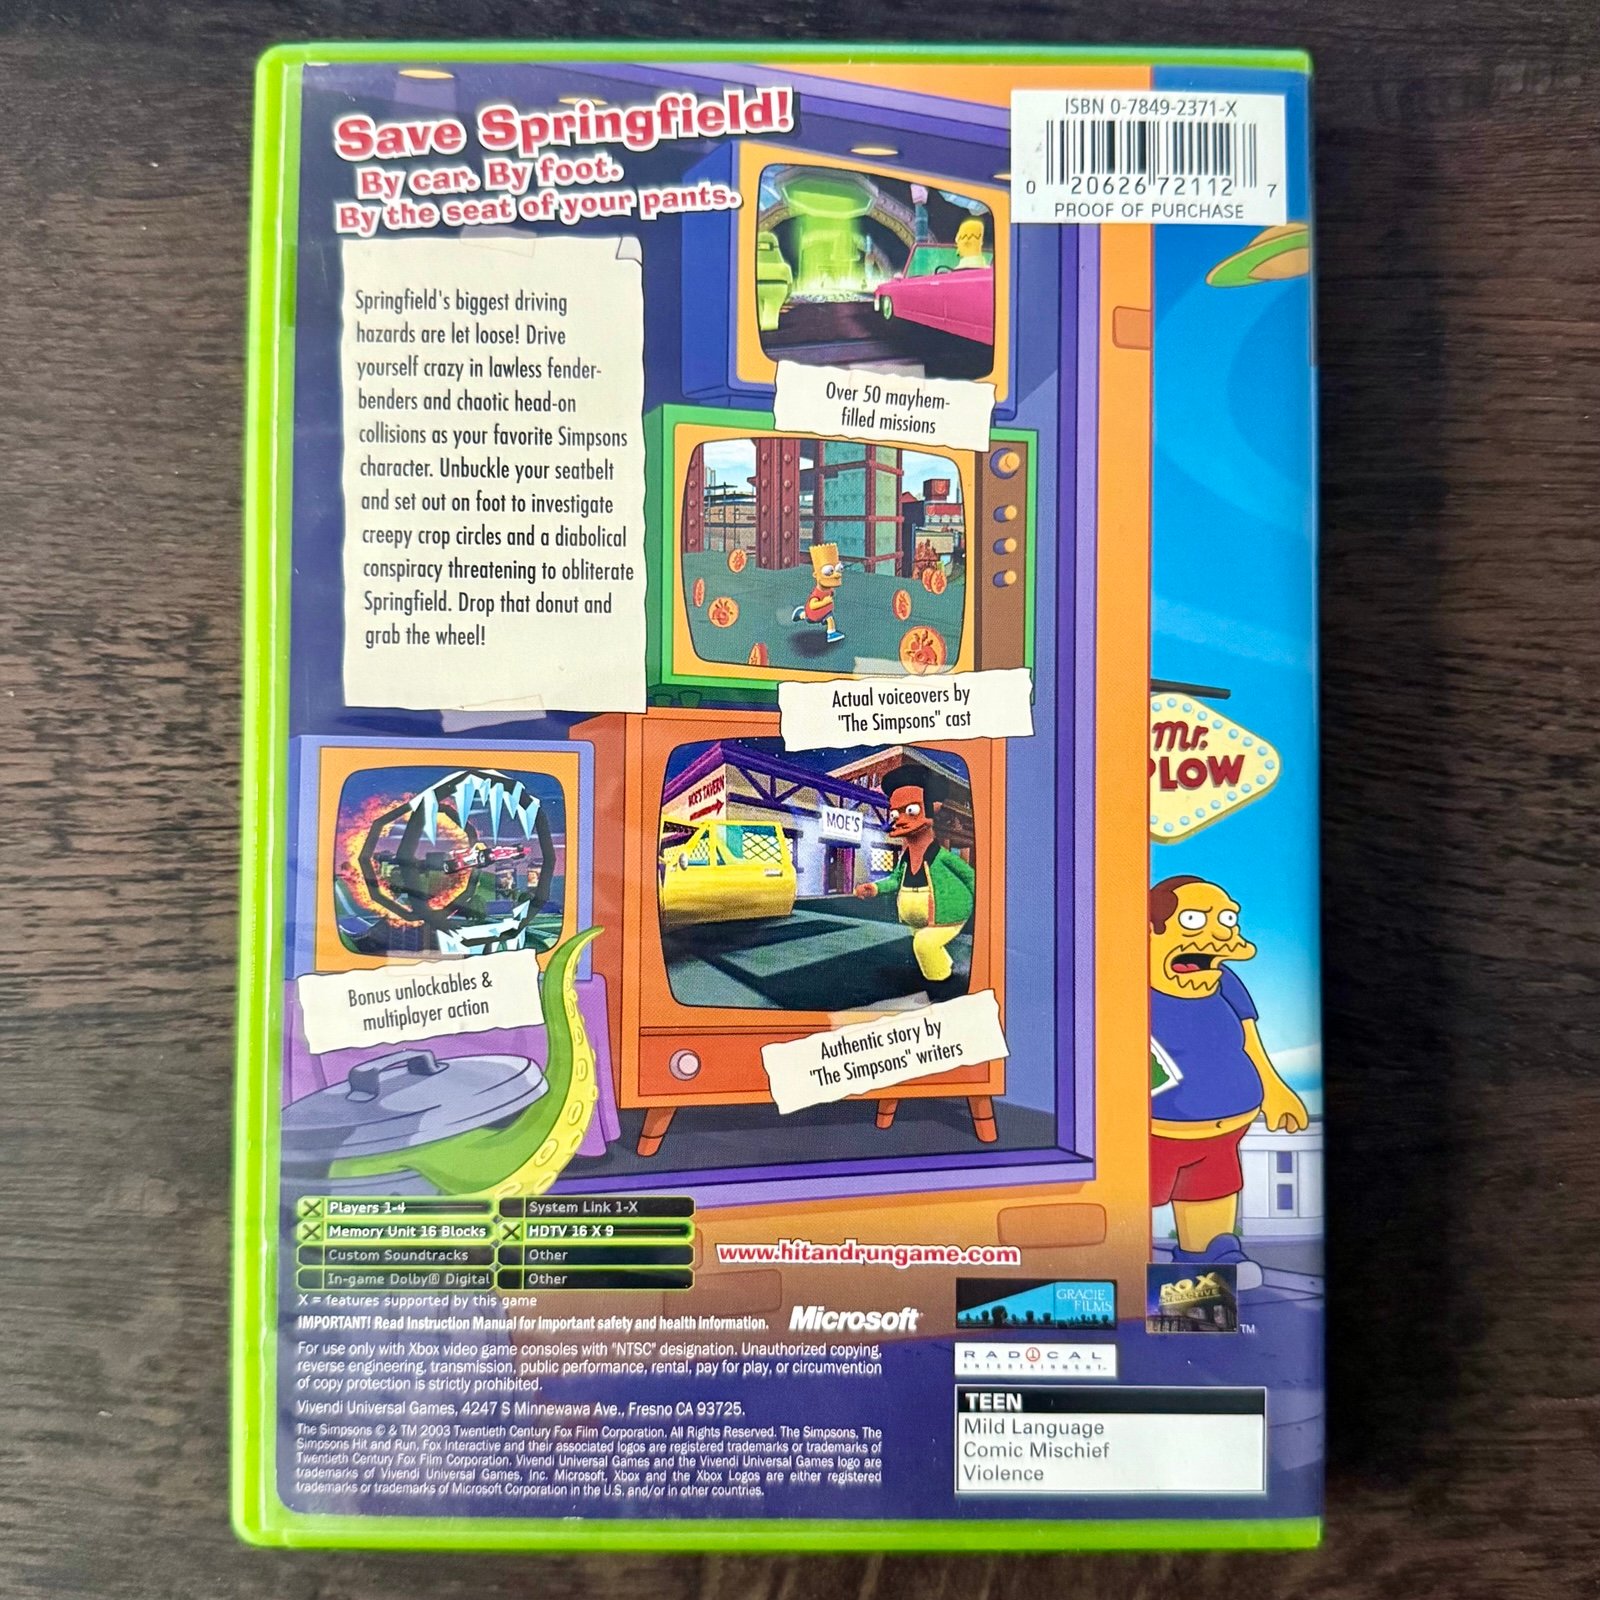 Save Springfield!
By car. By foot.
By the seat of your pants.
ISBN 0-7849-2371-X
0 20626 72112 7
PROOF OF PURCHASE
Springfield's biggest driving
hazards are let loose! Drive
yourself crazy in lawless fender-
benders and chaotic head-on
collisions as your favorite Simpsons
character. Unbuckle your seatbelt
and set out on foot to investigate
creepy crop circles and a diabolical
conspiracy threatening to obliterate
Springfield. Drop that donut and
grab the wheel!
Over 50 mayhem-
filled missions
Actual voiceovers by
"The Simpsons" cast
Mr.
PLOW
MOE'S TAVERN
MOE'S
Bonus unlockables &
multiplayer action
Authentic story by
"The Simpsons" writers
X Players 1-4
System Link 1-X
X Memory Unit 16 Blocks
X HDTV 16 X 9
Custom Soundtracks
Other
In-game Dolby® Digital
Other
X = features supported by this game
www.hitandrungame.com
IMPORTANT! Read Instruction Manual for important safety and health information.
Microsoft
GRACIE
FILMS
FOX
INTERACTIVE
TM
For use only with Xbox video game consoles with "NTSC" designation. Unauthorized copying,
reverse engineering, transmission, public performance, rental, pay for play, or circumvention
of copy protection is strictly prohibited.
RADICAL
ENTERTAINMENT
Vivendi Universal Games, 4247 S Minnewawa Ave., Fresno CA 93725.
The Simpsons © & TM 2003 Twentieth Century Fox Film Corporation. All Rights Reserved. The Simpsons, The
Simpsons Hit and Run, Fox Interactive and their associated logos are registered trademarks or trademarks of
Twentieth Century Fox Film Corporation. Vivendi Universal Games and the Vivendi Universal Games logo are
trademarks of Vivendi Universal Games, Inc. Microsoft, Xbox and the Xbox Logos are either registered
trademarks or trademarks of Microsoft Corporation in the U.S. and/or in other countries.
TEEN
Mild Language
Comic Mischief
Violence